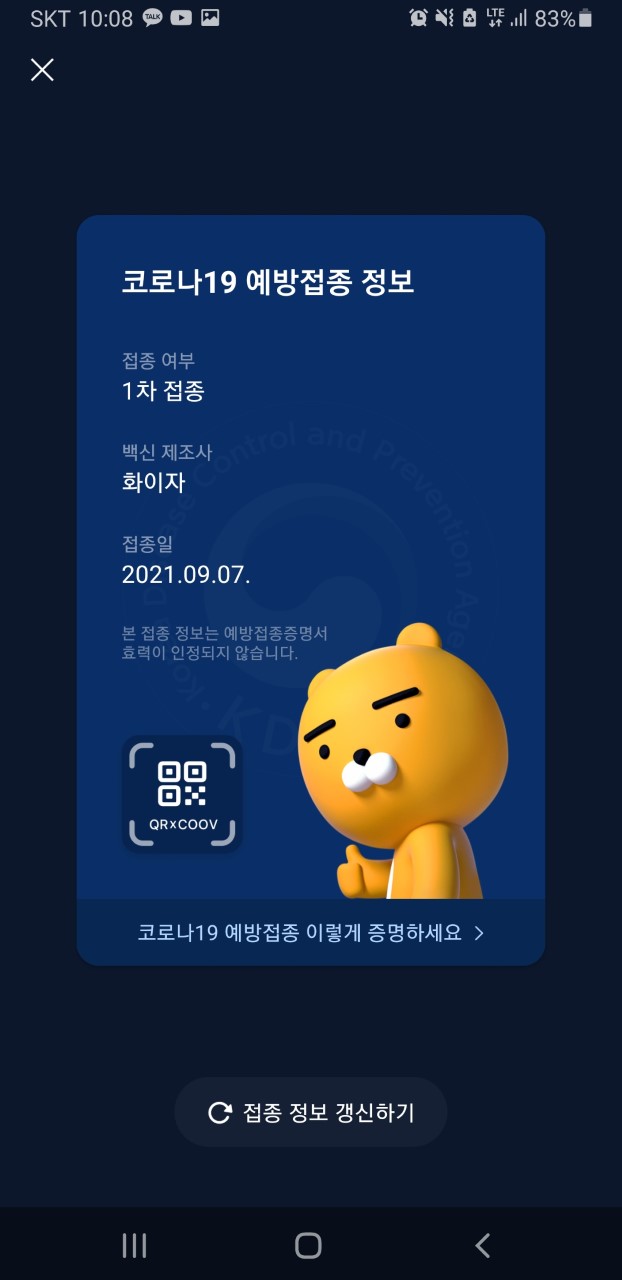 SKT 10:08 TALK LTE 83%
코로나19 예방접종 정보
접종 여부
1차 접종
백신 제조사
화이자
접종일
2021.09.07.
본 접종 정보는 예방접종증명서
효력이 인정되지 않습니다.
Disease Control and Prevention Age
Ko
KD
QRxCOOV
코로나19 예방접종 이렇게 증명하세요 >
접종 정보 갱신하기